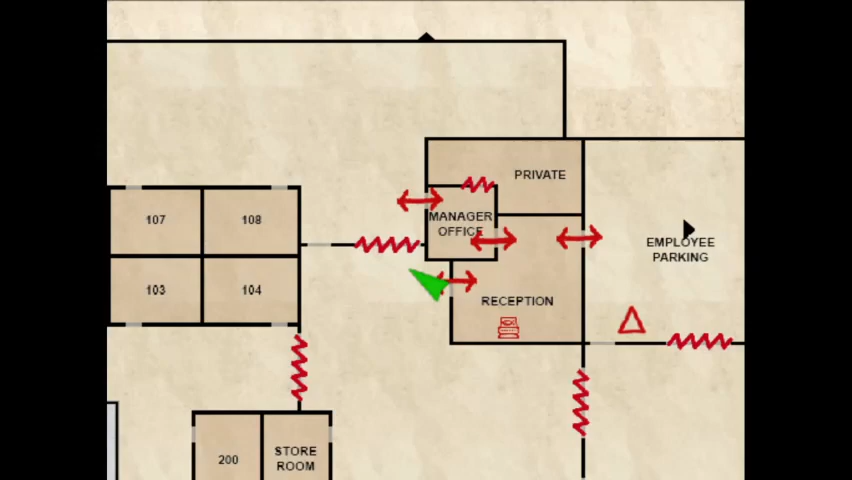 PRIVATE
107
108
MANAGER
OFFICE
EMPLOYEE
PARKING
103
104
RECEPTION
200
STORE
ROOM